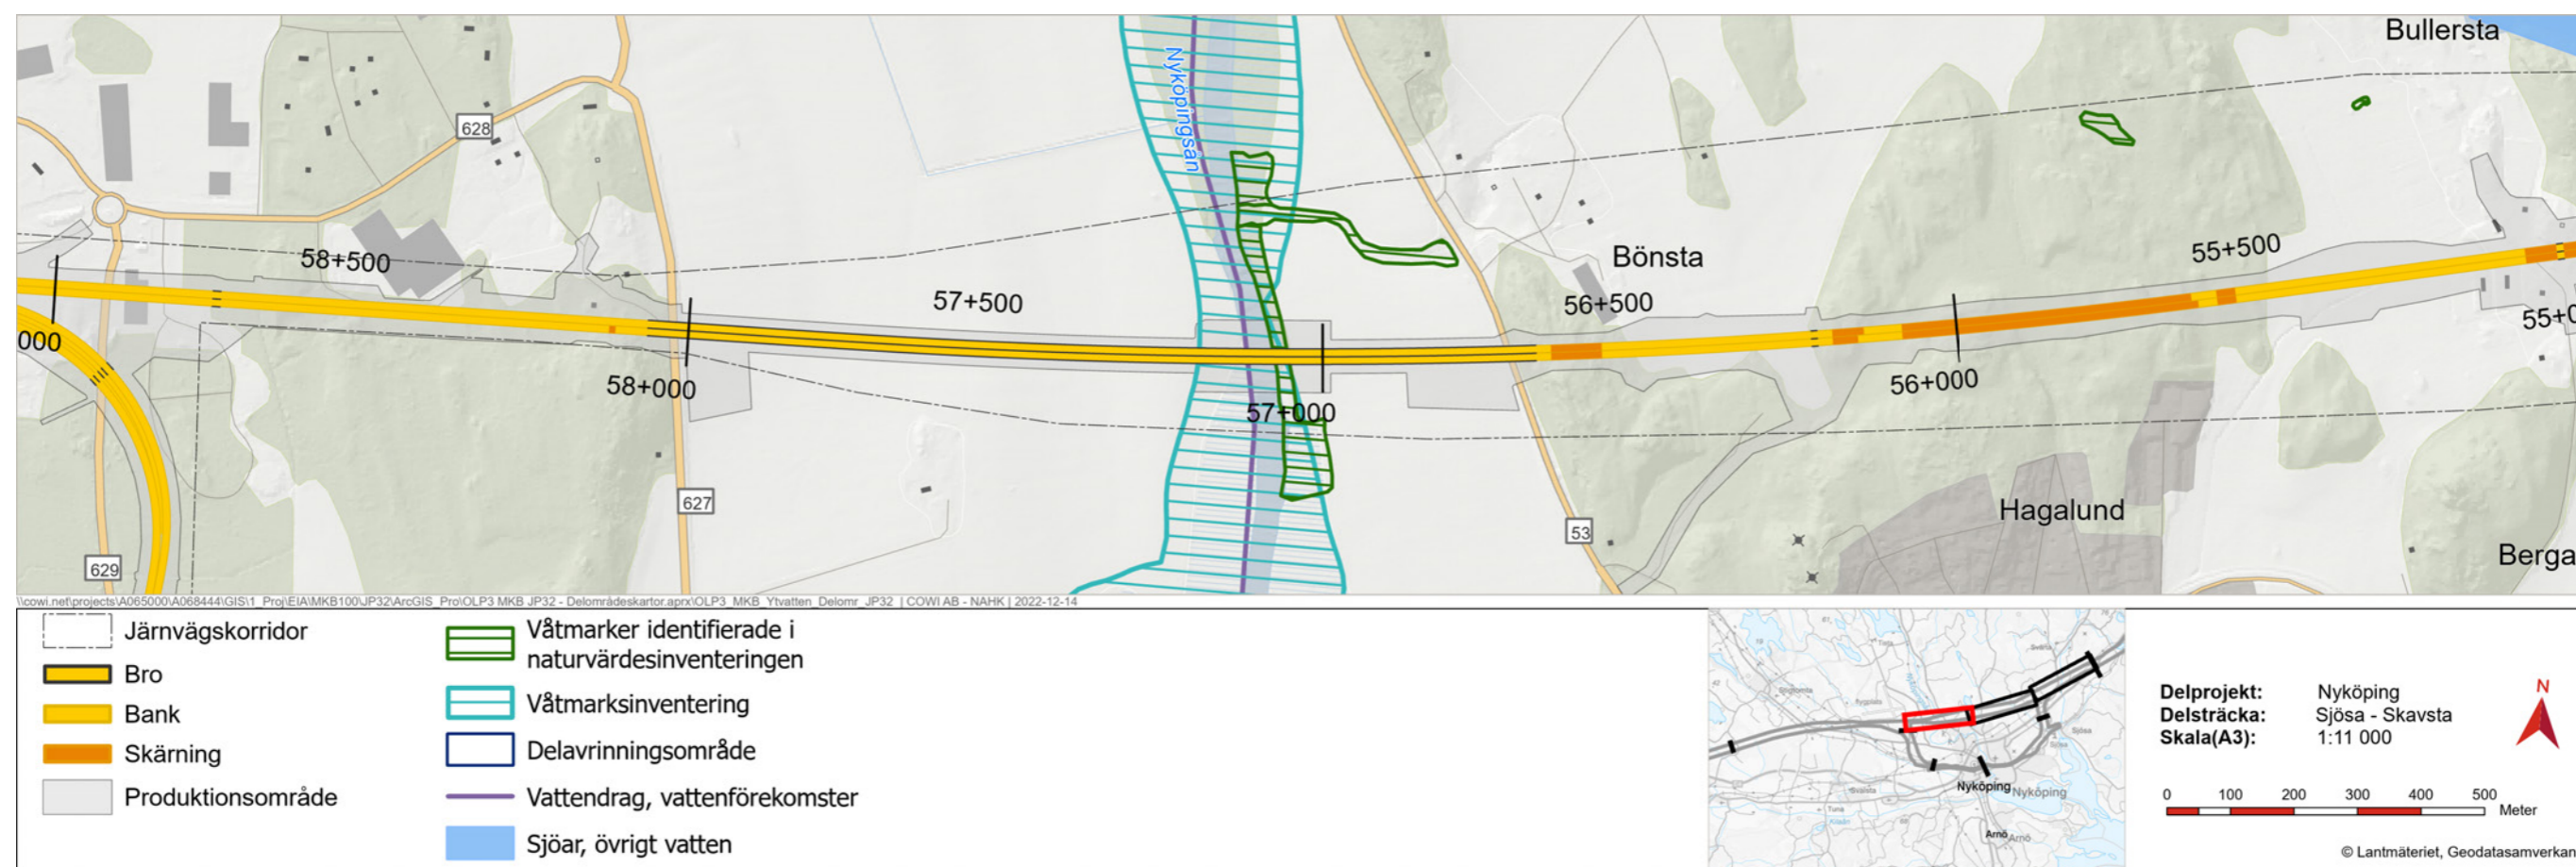 Bullersta
Nyköpingsån
628
58+500
57+500
Bönsta
56+500
55+500
000
55+0
58+000
57+000
56+000
627
53
Hagalund
629
Berga
\\cowi.net\projects\A065000\A068444\GIS\1_Proj\EIA\MKB100\JP32\ArcGIS_Pro\OLP3 MKB JP32 - Delområdeskartor.aprx\OLP3_MKB_Ytvatten_Delomr_JP32 | COWI AB - NAHK | 2022-12-14
Järnvägskorridor
Bro
Bank
Skärning
Produktionsområde
Våtmarker identifierade i
naturvärdesinventeringen
Våtmarksinventering
Delavrinningsområde
Vattendrag, vattenförekomster
Sjöar, övrigt vatten
Svärta
Sjösa
Tuna
Nyköping
Nyköping
Arnö
Arnö
Delprojekt: Nyköping
Delsträcka: Sjösa - Skavsta
Skala(A3): 1:11 000
N
0 100 200 300 400 500
Meter
© Lantmäteriet, Geodatasamverkan